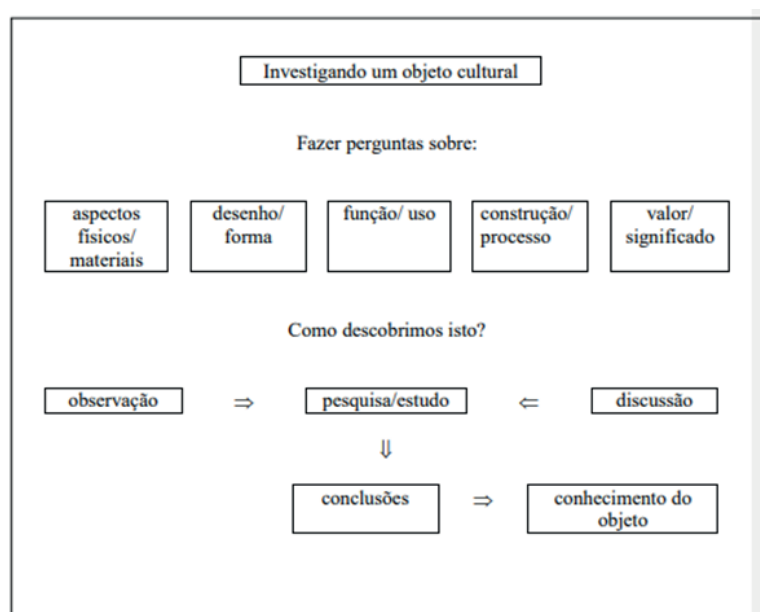 Investigando um objeto cultural
Fazer perguntas sobre:
aspectos
físicos/
materiais
desenho/
forma
função/ uso
construção/
processo
valor/
significado
Como descobrimos isto?
observação ⇒ pesquisa/estudo ⇐ discussão
⇓
conclusões ⇒ conhecimento do
objeto